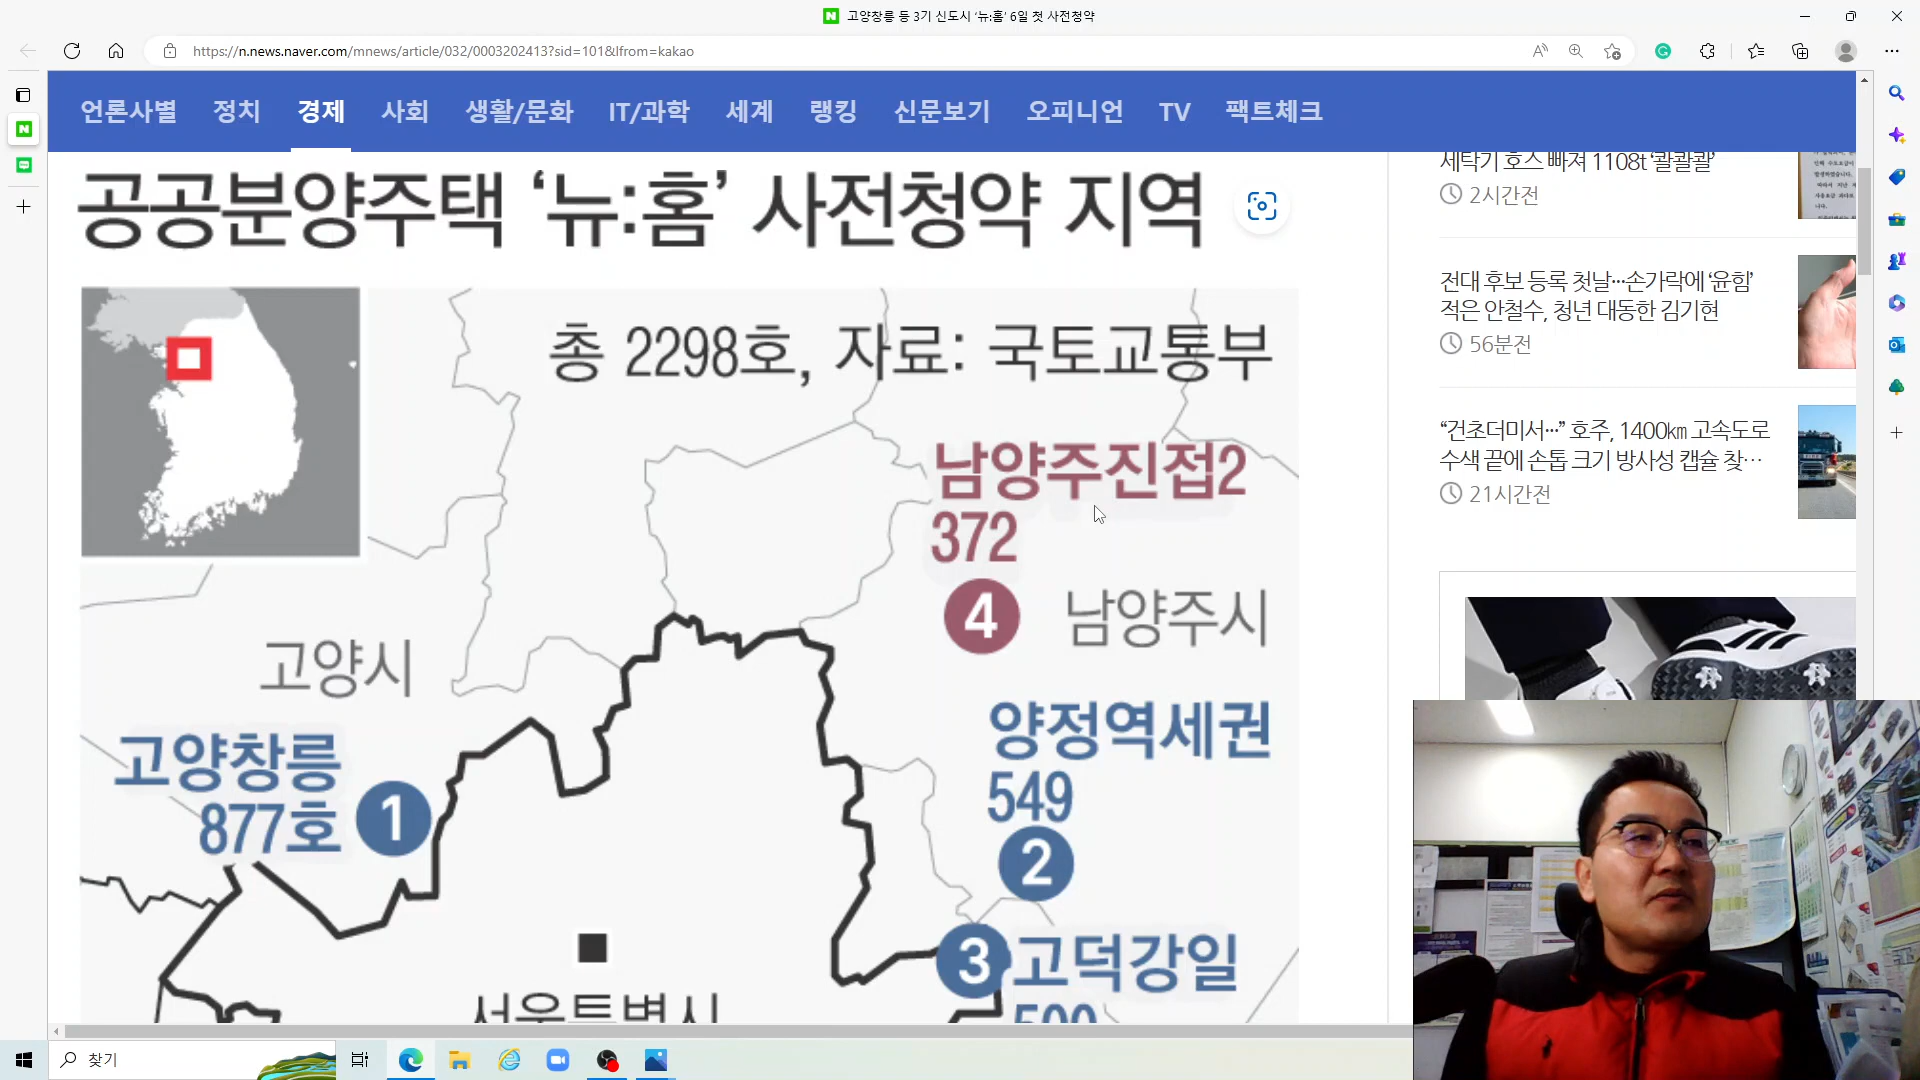 고양창릉 등 3기 신도시 ‘뉴:홈’ 6일 첫 사전청약
https://n.news.naver.com/mnews/article/032/0003202413?sid=101&lfrom=kakao
언론사별 정치 경제 사회 생활/문화 IT/과학 세계 랭킹 신문보기 오피니언 TV 팩트체크
공공분양주택 ‘뉴:홈’ 사전청약 지역
총 2298호, 자료: 국토교통부
남양주진접2
372
4
남양주시
고양시
고양창릉
877호
1
양정역세권
549
2
3
고덕강일
500
서울특별시
세탁기 호스 빠져 1108t ‘콸콸콸’
2시간전
전대 후보 등록 첫날…손가락에 ‘윤힘’
적은 안철수, 청년 대동한 김기현
56분전
“건초더미서…” 호주, 1400㎞ 고속도로
수색 끝에 손톱 크기 방사성 캡슐 찾…
21시간전
찾기